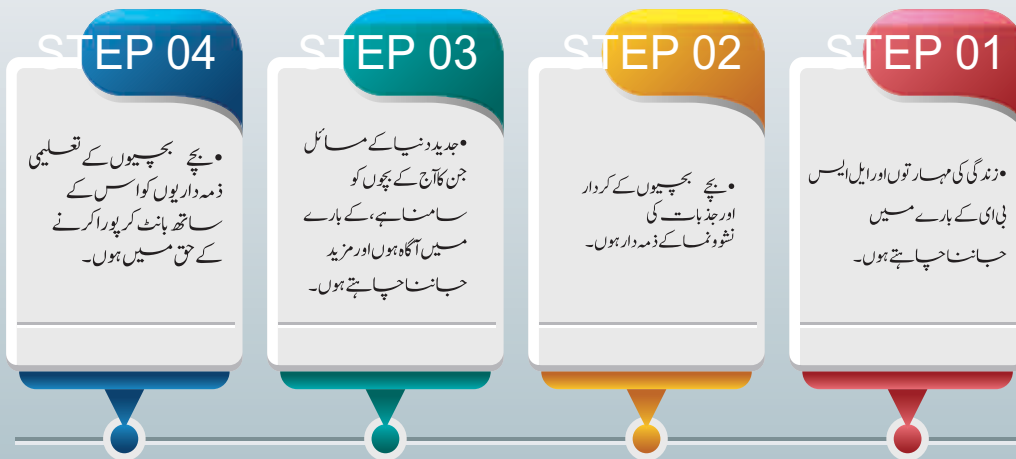 STEP 01
•زندگی کی مہارتوں اور ایل ایس
بی ای کے بارے میں
جاننا چاہتے ہوں۔
STEP 02
•بچے بچیوں کے کردار
اور جذبات کی
نشوونما کے ذمہ دار ہوں۔
STEP 03
•جدید دنیا کے مسائل
جن کا آج کے بچوں کو
سامنا ہے، کے بارے
میں آگاہ ہوں اور مزید
جاننا چاہتے ہوں۔
STEP 04
•بچے بچیوں کے تعلیمی
ذمہ داریوں کو اس کے
ساتھ بانٹ کر پورا کرنے
کے حق میں ہوں۔